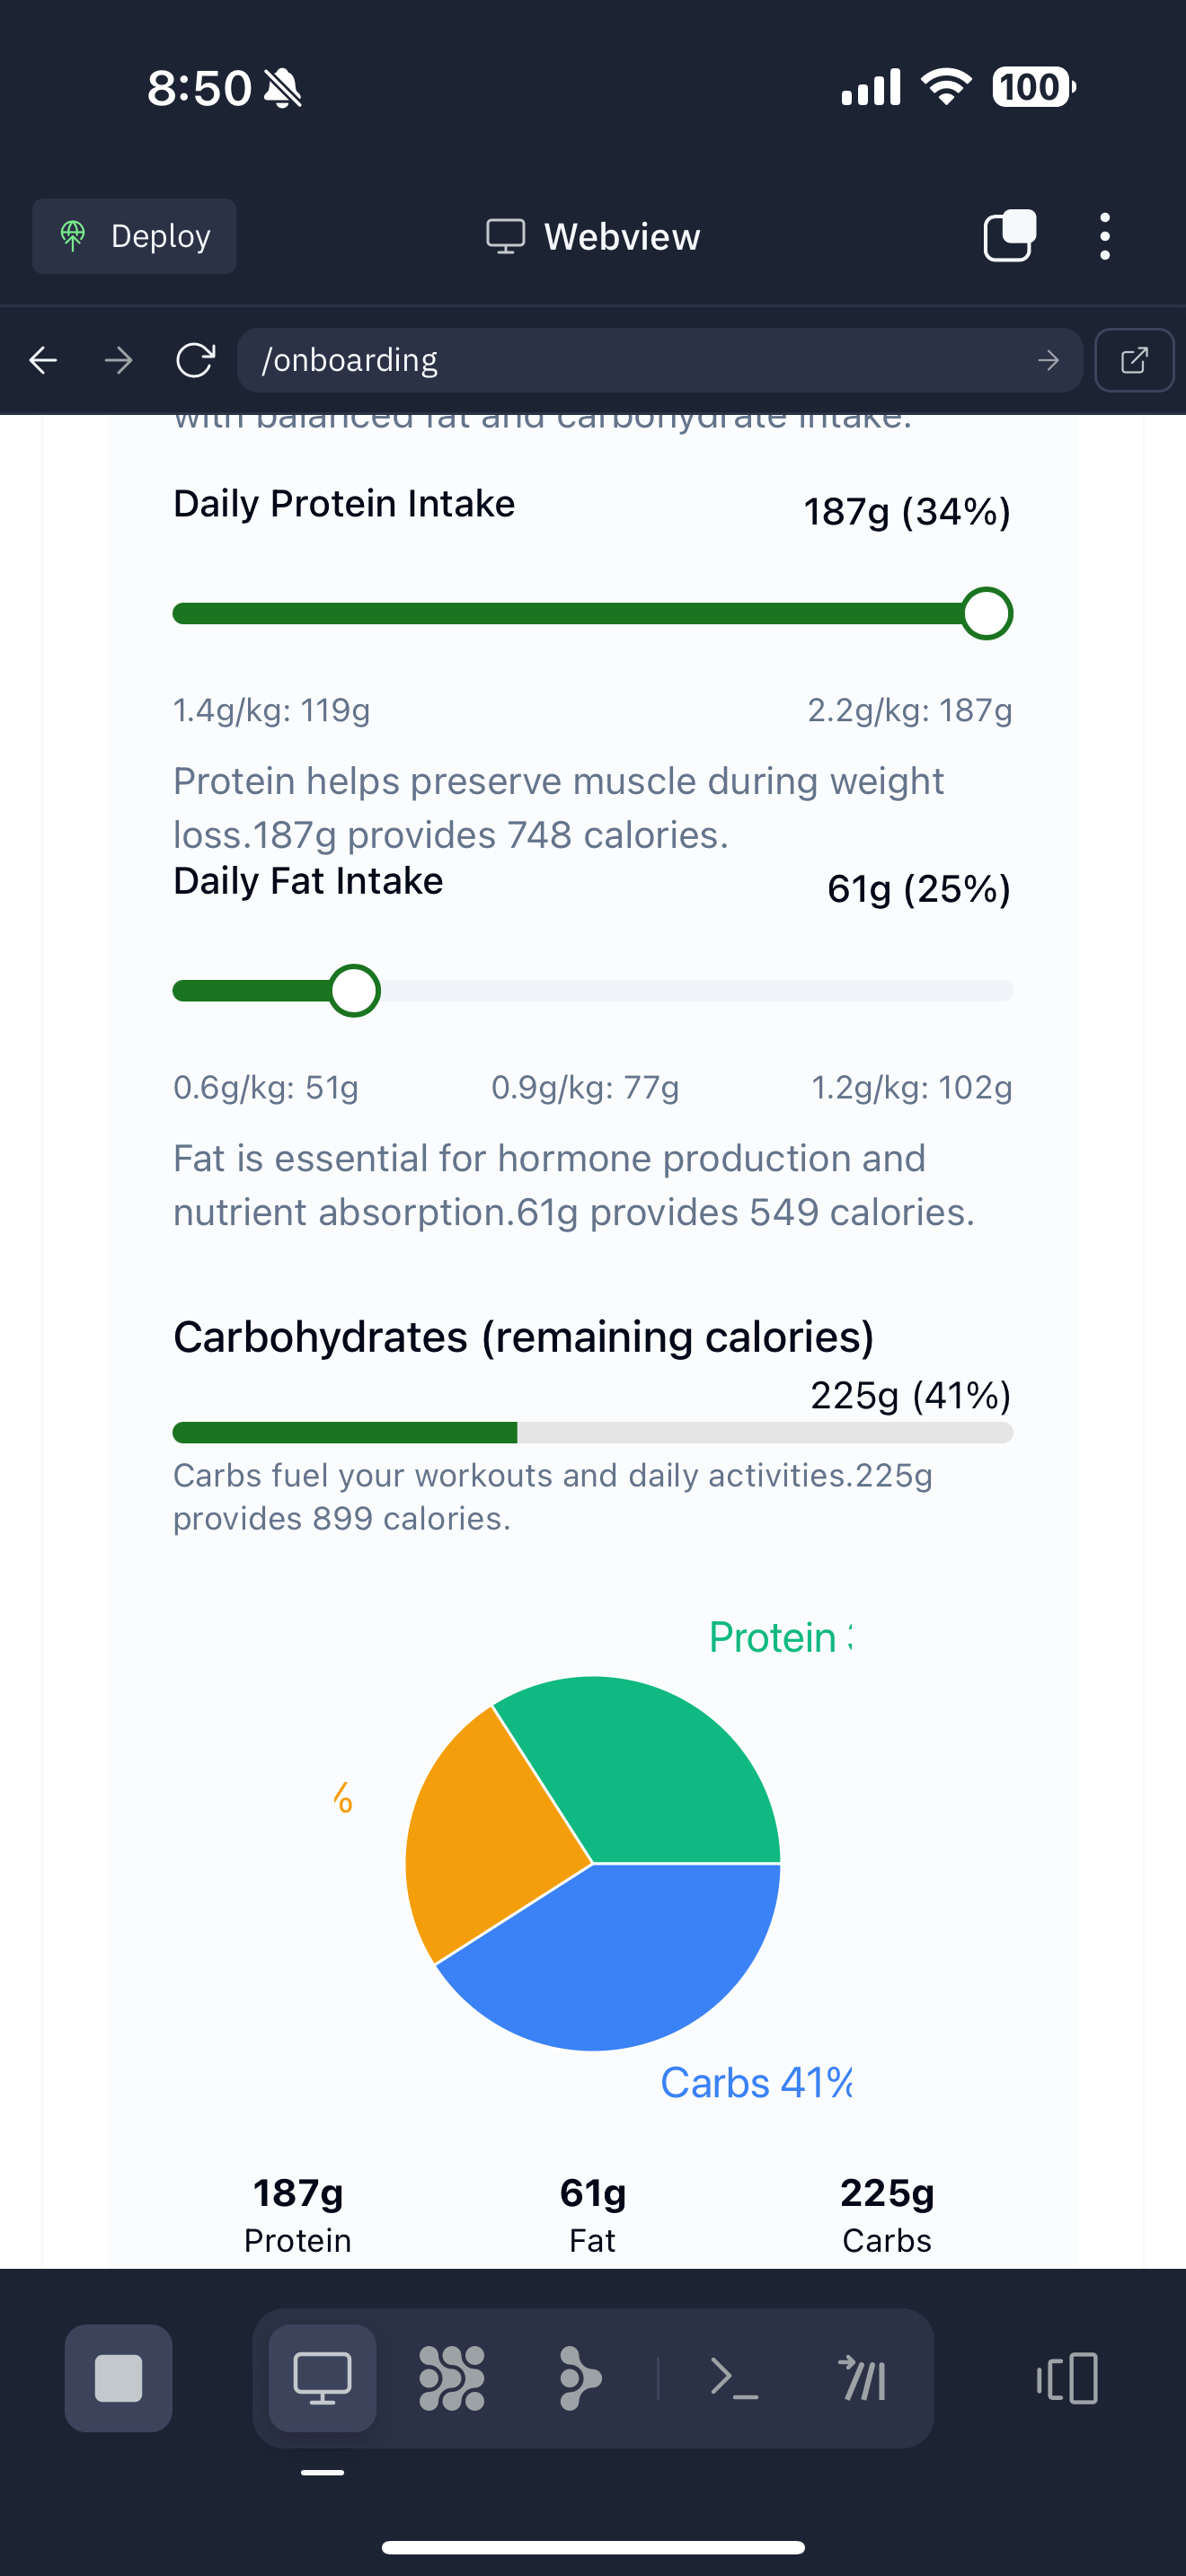 8:50
100
Deploy
Webview
/onboarding
with balanced fat and carbohydrate intake.
Daily Protein Intake
187g (34%)
1.4g/kg: 119g
2.2g/kg: 187g
Protein helps preserve muscle during weight
loss.187g provides 748 calories.
Daily Fat Intake
61g (25%)
0.6g/kg: 51g
0.9g/kg: 77g
1.2g/kg: 102g
Fat is essential for hormone production and
nutrient absorption.61g provides 549 calories.
Carbohydrates (remaining calories)
225g (41%)
Carbs fuel your workouts and daily activities.225g
provides 899 calories.
Protein
%
Carbs 41%
187g
61g
225g
Protein
Fat
Carbs